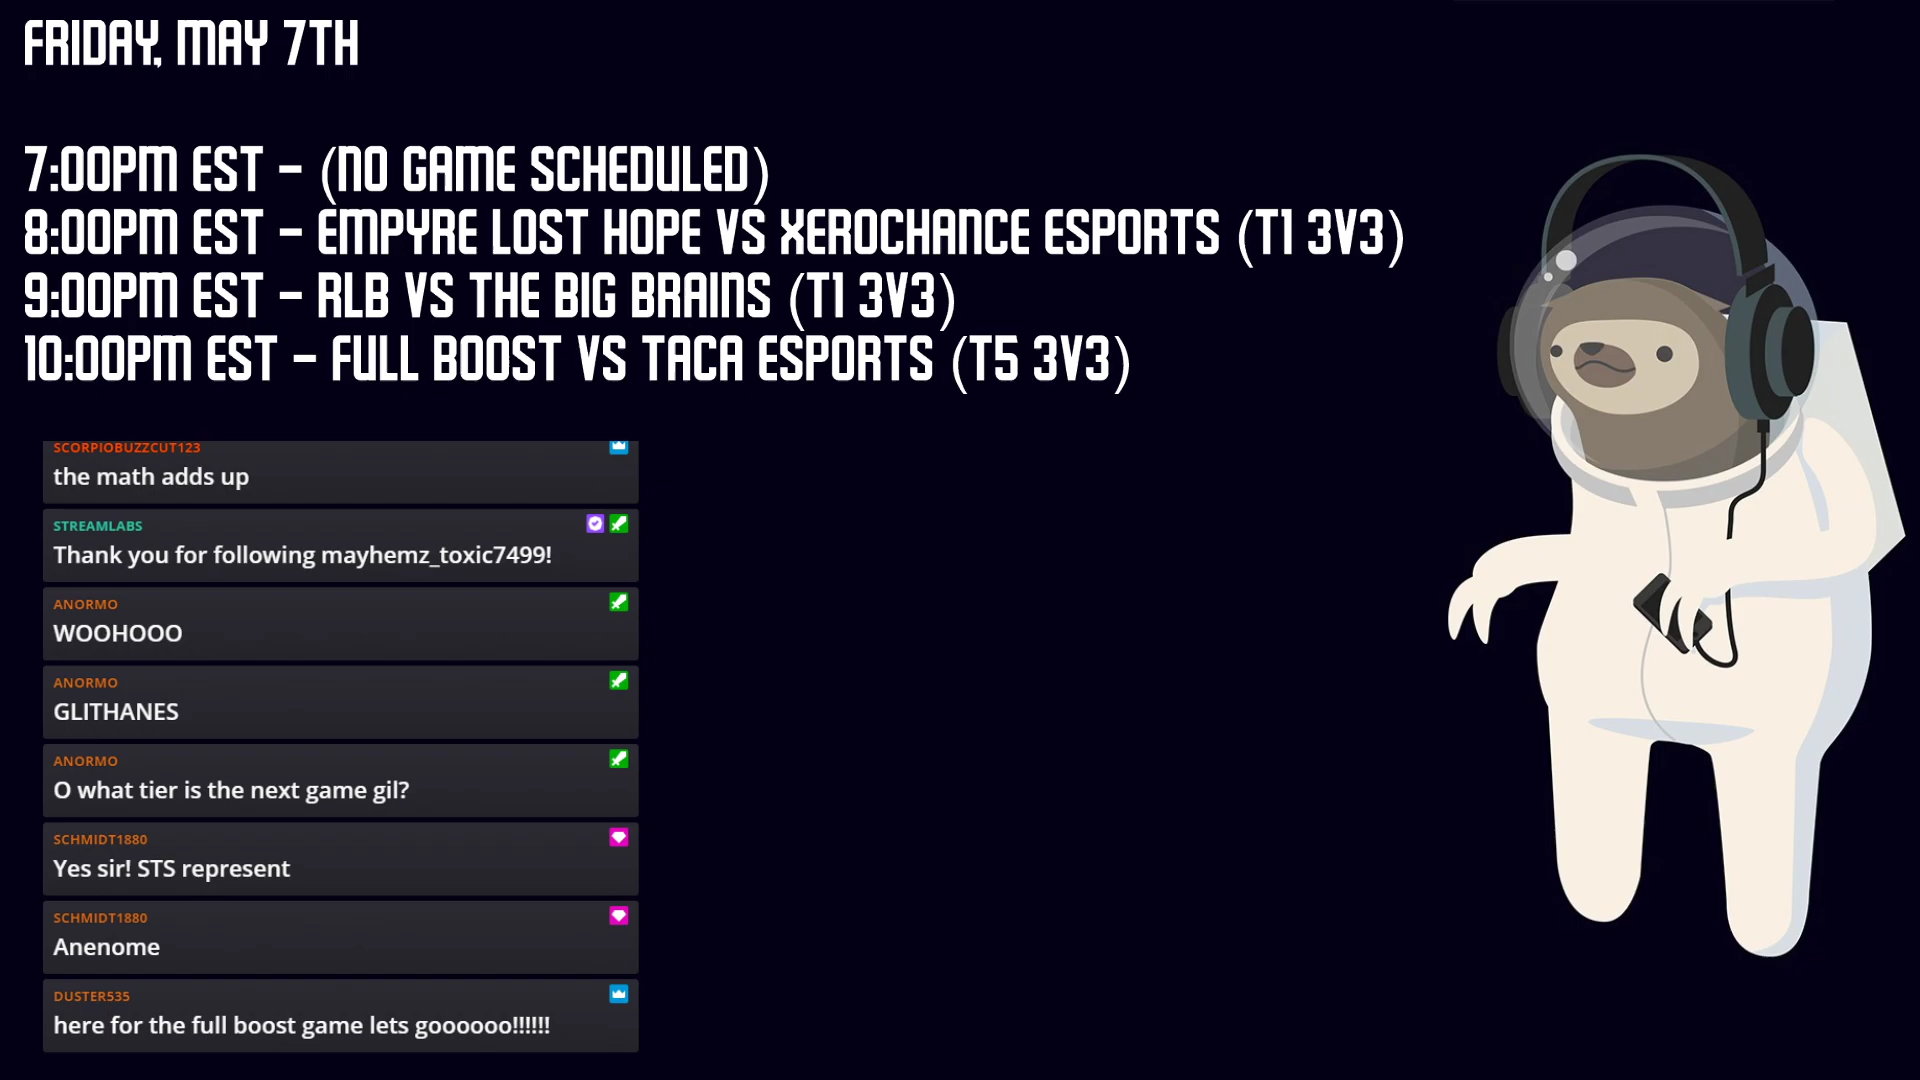 FRIDAY, MAY 7TH
7:00PM EST - (NO GAME SCHEDULED)
8:00PM EST - EMPYRE LOST HOPE VS XEROCHANCE ESPORTS (T1 3V3)
9:00PM EST - RLB VS THE BIG BRAINS (T1 3V3)
10:00PM EST - FULL BOOST VS TACA ESPORTS (T5 3V3)
SCORPIOBUZZCUT123
the math adds up
STREAMLABS
Thank you for following mayhemz_toxic7499!
ANORMO
WOOHOOO
ANORMO
GLITHANES
ANORMO
O what tier is the next game gil?
SCHMIDT1880
Yes sir! STS represent
SCHMIDT1880
Anenome
DUSTER535
here for the full boost game lets goooooo!!!!!!